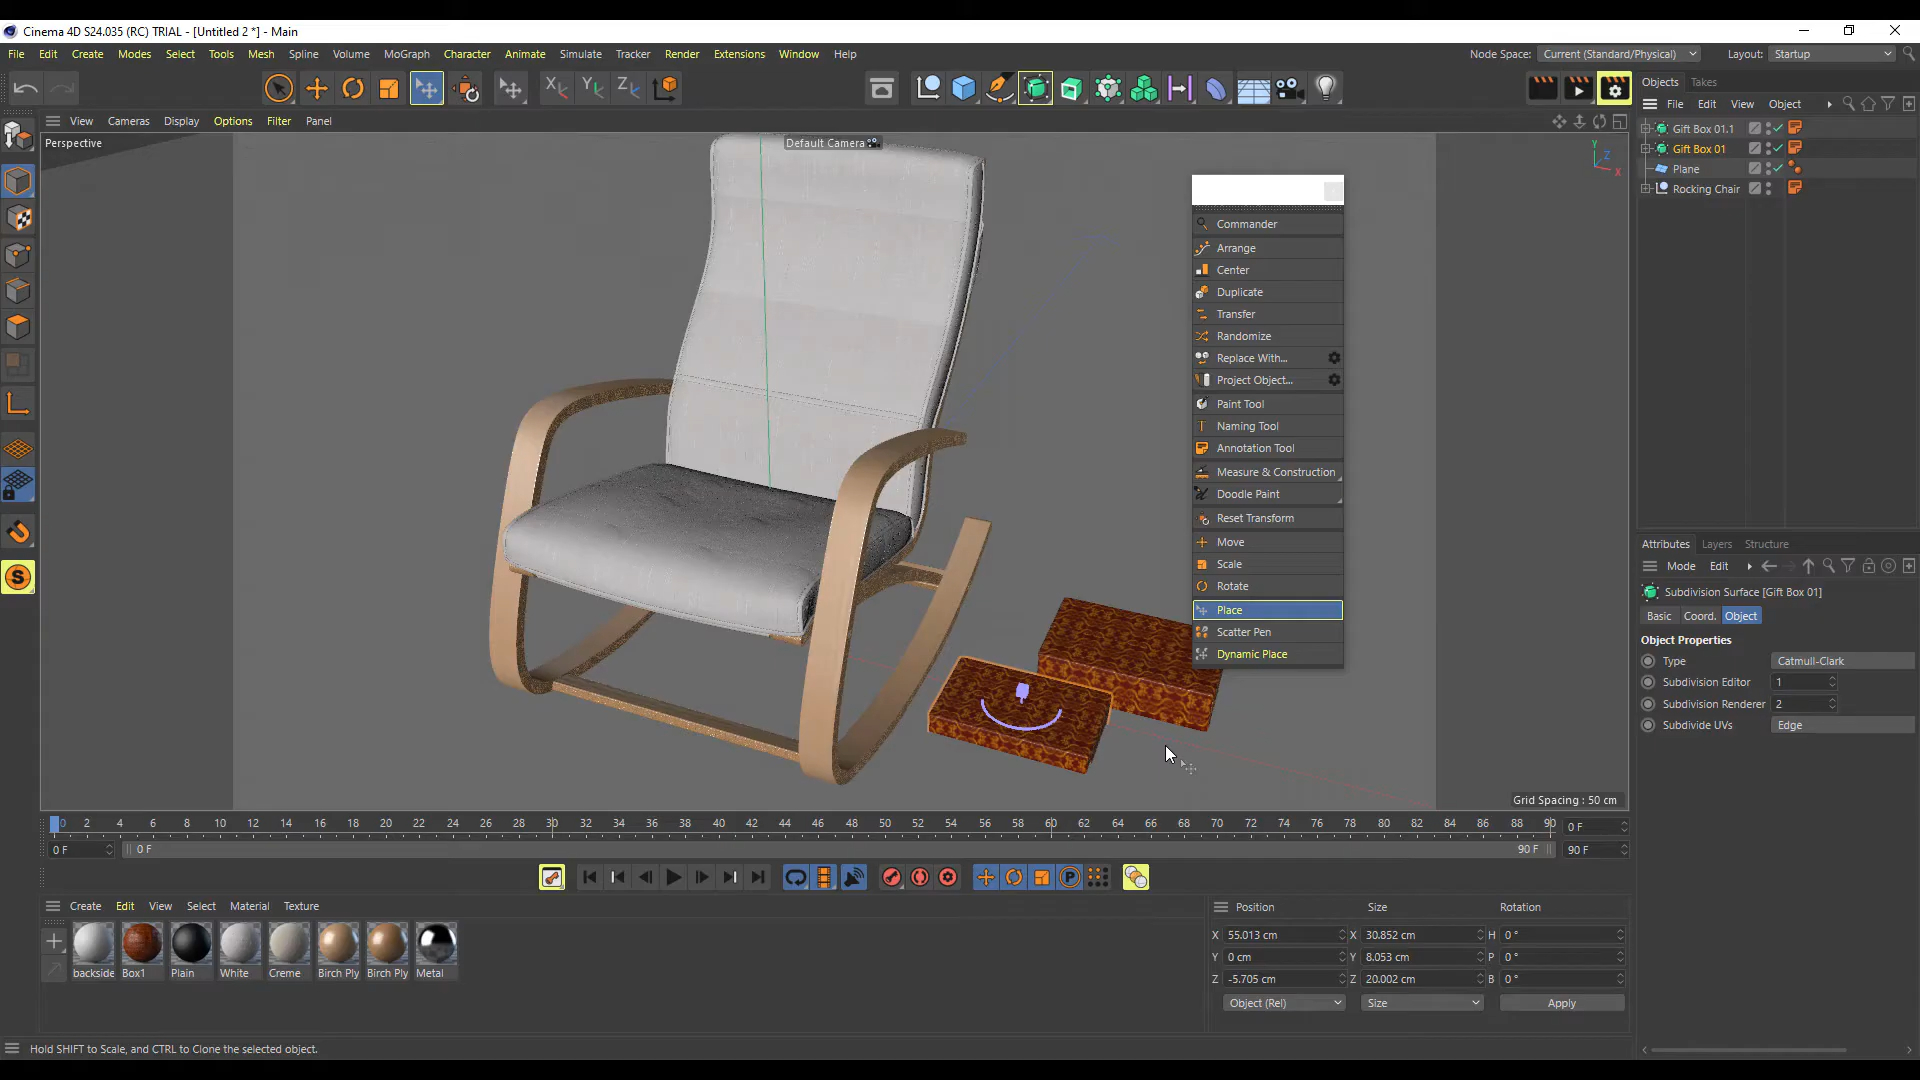 Cinema 4D S24.035 (RC) TRIAL - [Untitled 2 *] - Main
File Edit Create Modes Select Tools Mesh Spline Volume MoGraph Character Animate Simulate Tracker Render Extensions Window Help
Node Space: Current (Standard/Physical) Layout: Startup
X Y Z
Objects Takes
File Edit View Object
View Cameras Display Options Filter Panel
Perspective
Default Camera
Y Z X
Gift Box 01.1
Gift Box 01
Plane
Rocking Chair
Commander
Arrange
Center
Duplicate
Transfer
Randomize
Replace With...
Project Object...
Paint Tool
Naming Tool
Annotation Tool
Measure & Construction
Doodle Paint
Reset Transform
Move
Scale
Rotate
Place
Scatter Pen
Dynamic Place
S
Attributes Layers Structure
Mode Edit
Subdivision Surface [Gift Box 01]
Basic Coord. Object
Object Properties
Type Catmull-Clark
Subdivision Editor 1
Subdivision Renderer 2
Subdivide UVs Edge
Grid Spacing : 50 cm
0 2 4 6 8 10 12 14 16 18 20 22 24 26 28 30 32 34 36 38 40 42 44 46 48 50 52 54 56 58 60 62 64 66 68 70 72 74 76 78 80 82 84 86 88 90 0 F
0 F 0 F 90 F 90 F
P
Edit
Create View Select Material Texture
backside Box1 Plain White Creme Birch Ply Birch Ply Metal
Position Size Rotation
X 55.013 cm X 30.852 cm H 0 °
Y 0 cm Y 8.053 cm P 0 °
Z -5.705 cm Z 20.002 cm B 0 °
Object (Rel) Size Apply
Hold SHIFT to Scale, and CTRL to Clone the selected object.